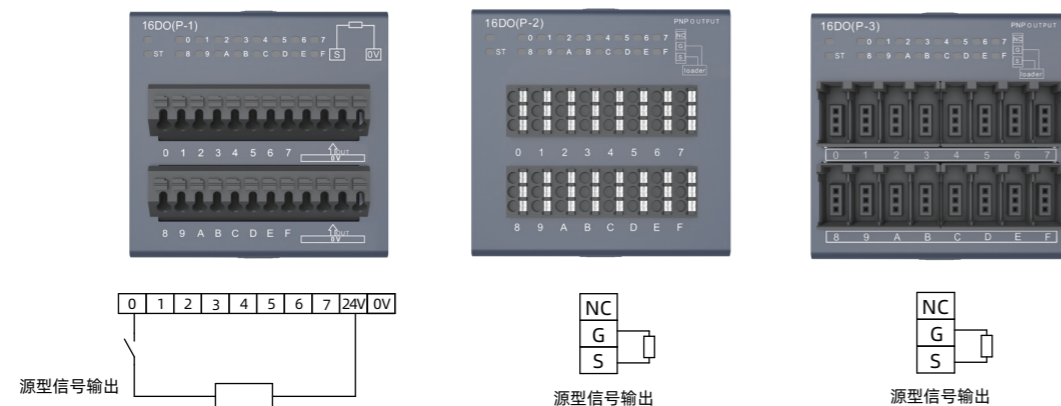 16DO(P-1)
0 1 2 3 4 5 6 7
ST 8 9 A B C D E F
S 0V
0 1 2 3 4 5 6 7
0V
8 9 A B C D E F
0V
16DO(P-2)
PNP OUTPUT
0 1 2 3 4 5 6 7
ST 8 9 A B C D E F
NC
G
S
loader
0 1 2 3 4 5 6 7
8 9 A B C D E F
16DO(P-3)
PNP OUTPUT
0 1 2 3 4 5 6 7
ST 8 9 A B C D E F
NC
G
S
loader
0 1 2 3 4 5 6 7
8 9 A B C D E F
0 1 2 3 4 5 6 7 24V 0V
源型信号输出
NC
G
S
源型信号输出
NC
G
S
源型信号输出